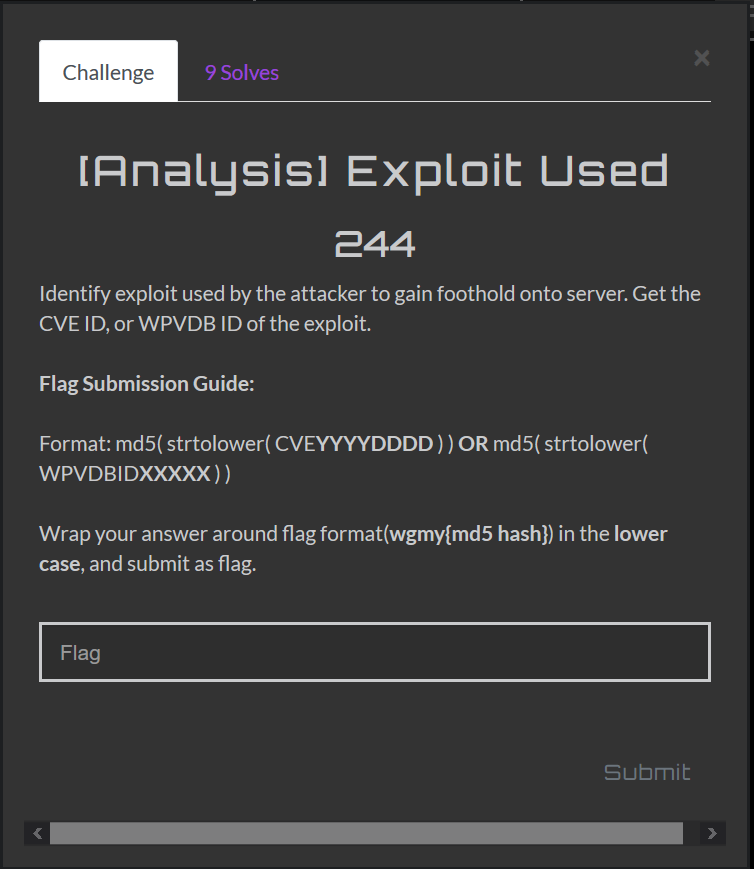 Challenge
9 Solves
×
[Analysis] Exploit Used
244
Identify exploit used by the attacker to gain foothold onto server. Get the
CVE ID, or WPVDB ID of the exploit.
Flag Submission Guide:
Format: md5( strtolower( CVEYYYYDDDD ) ) OR md5( strtolower(
WPVDBIDXXXXX ) )
Wrap your answer around flag format(wgmy{md5 hash}) in the lower
case, and submit as flag.
Flag
Submit